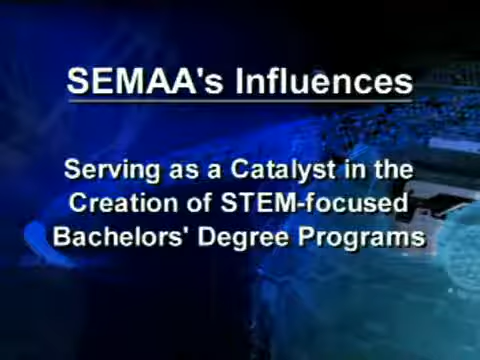 SEMAA's Influences
Serving as a Catalyst in the
Creation of STEM-focused
Bachelors' Degree Programs